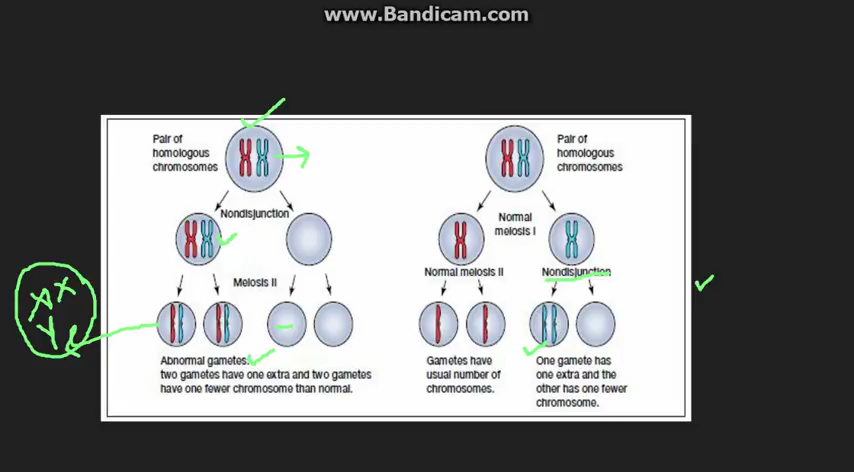 www.Bandicam.com
Pair of
homologous
chromosomes
Nondisjunction
Meiosis II
Abnormal gametes:
two gametes have one extra and two gametes
have one fewer chromosome than normal.
Pair of
homologous
chromosomes
Normal
meiosis I
Normal meiosis II
Nondisjunction
Gametes have
usual number of
chromosomes.
One gamete has
one extra and the
other has one fewer
chromosome.
XX
Y